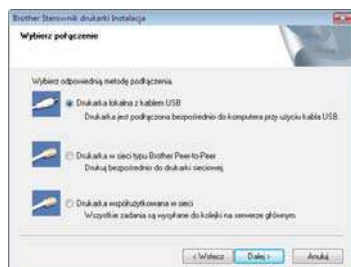 Brother Sterownik drukarki Instalacja
Wybierz połączenie
Wybierz odpowiednią metodę podłączenia.
Drukarka lokalna z kablem USB
Drukarka jest podłączona bezpośrednio do komputera przy użyciu kabla USB.
Drukarka w sieci typu Brother Peer-to-Peer
Drukuj bezpośrednio do drukarki sieciowej.
Drukarka współużytkowana w sieci
Wszystkie zadania są wysyłane do kolejki na serwerze głównym.
< Wstecz Dalej > Anuluj